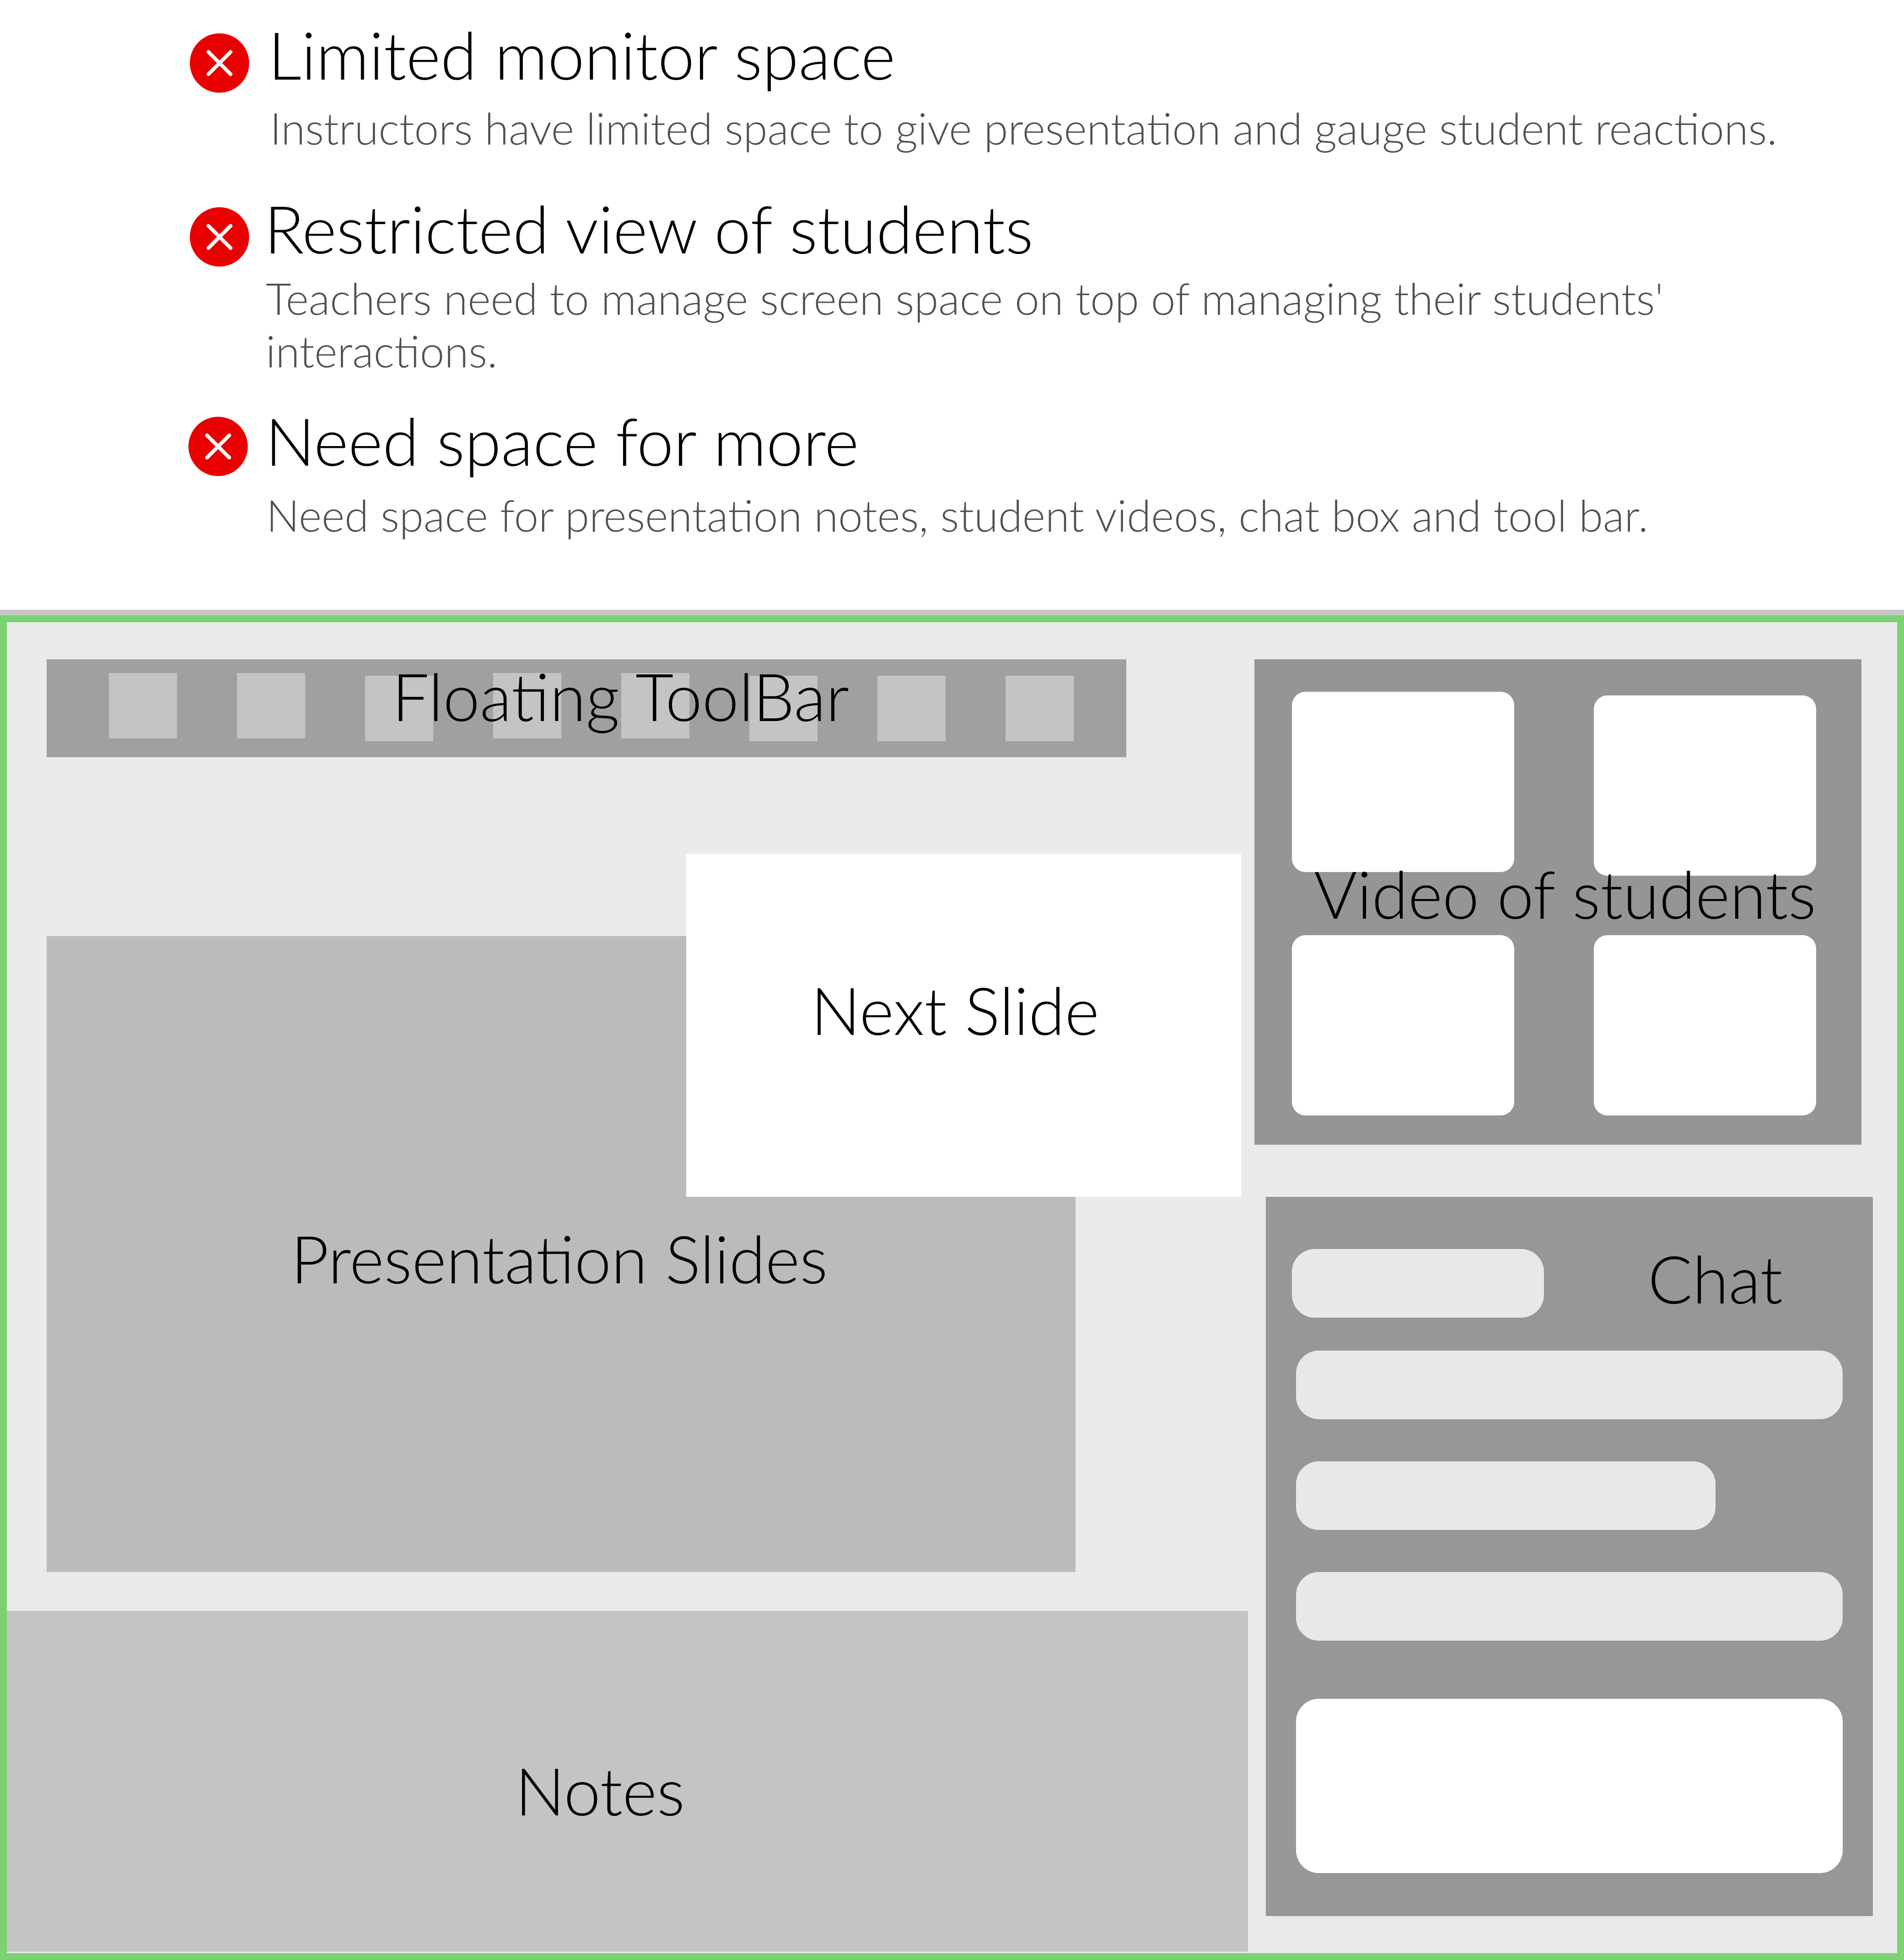 Limited monitor space
Instructors have limited space to give presentation and gauge student reactions.
Restricted view of students
Teachers need to manage screen space on top of managing their students'
interactions.
Need space for more
Need space for presentation notes, student videos, chat box and tool bar.
Floating ToolBar
Video of students
Next Slide
Presentation Slides
Chat
Notes